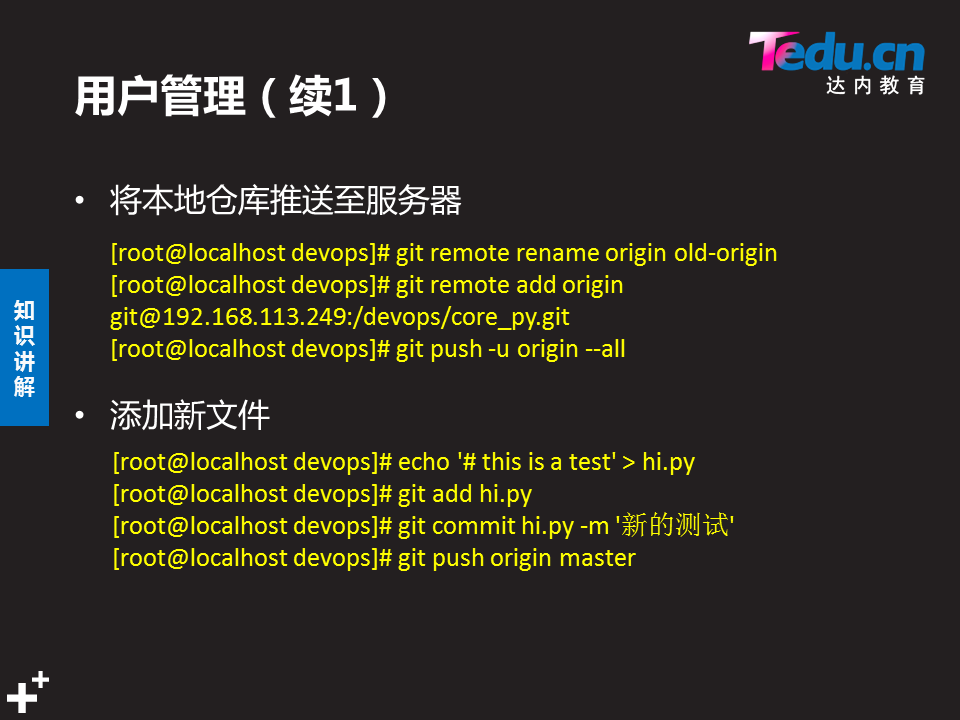 Tedu.cn
达内教育
用户管理（续1）
• 将本地仓库推送至服务器
[root@localhost devops]# git remote rename origin old-origin
[root@localhost devops]# git remote add origin
git@192.168.113.249:/devops/core_py.git
[root@localhost devops]# git push -u origin --all
知识讲解
• 添加新文件
[root@localhost devops]# echo '# this is a test' > hi.py
[root@localhost devops]# git add hi.py
[root@localhost devops]# git commit hi.py -m '新的测试'
[root@localhost devops]# git push origin master